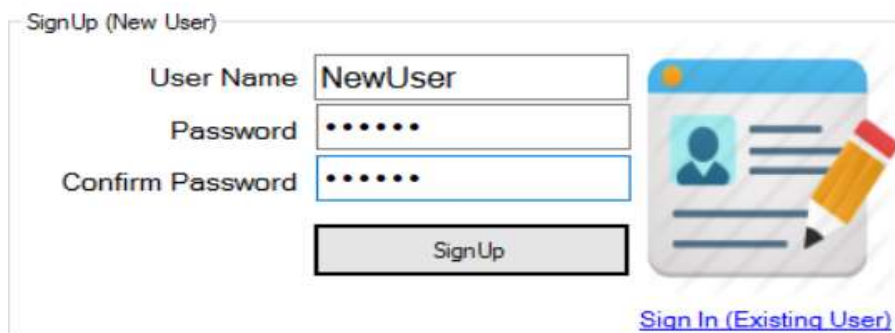 SignUp (New User)
User Name NewUser
Password ••••••
Confirm Password ••••••
SignUp
Sign In (Existing User)